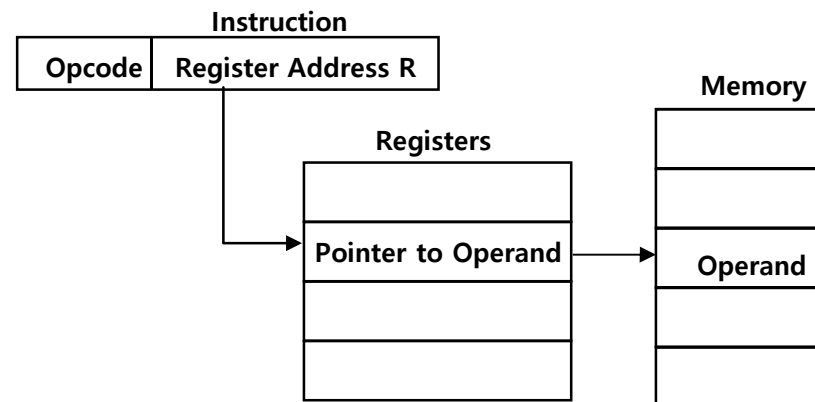 Instruction
Opcode Register Address R
Memory
Registers
Pointer to Operand
Operand